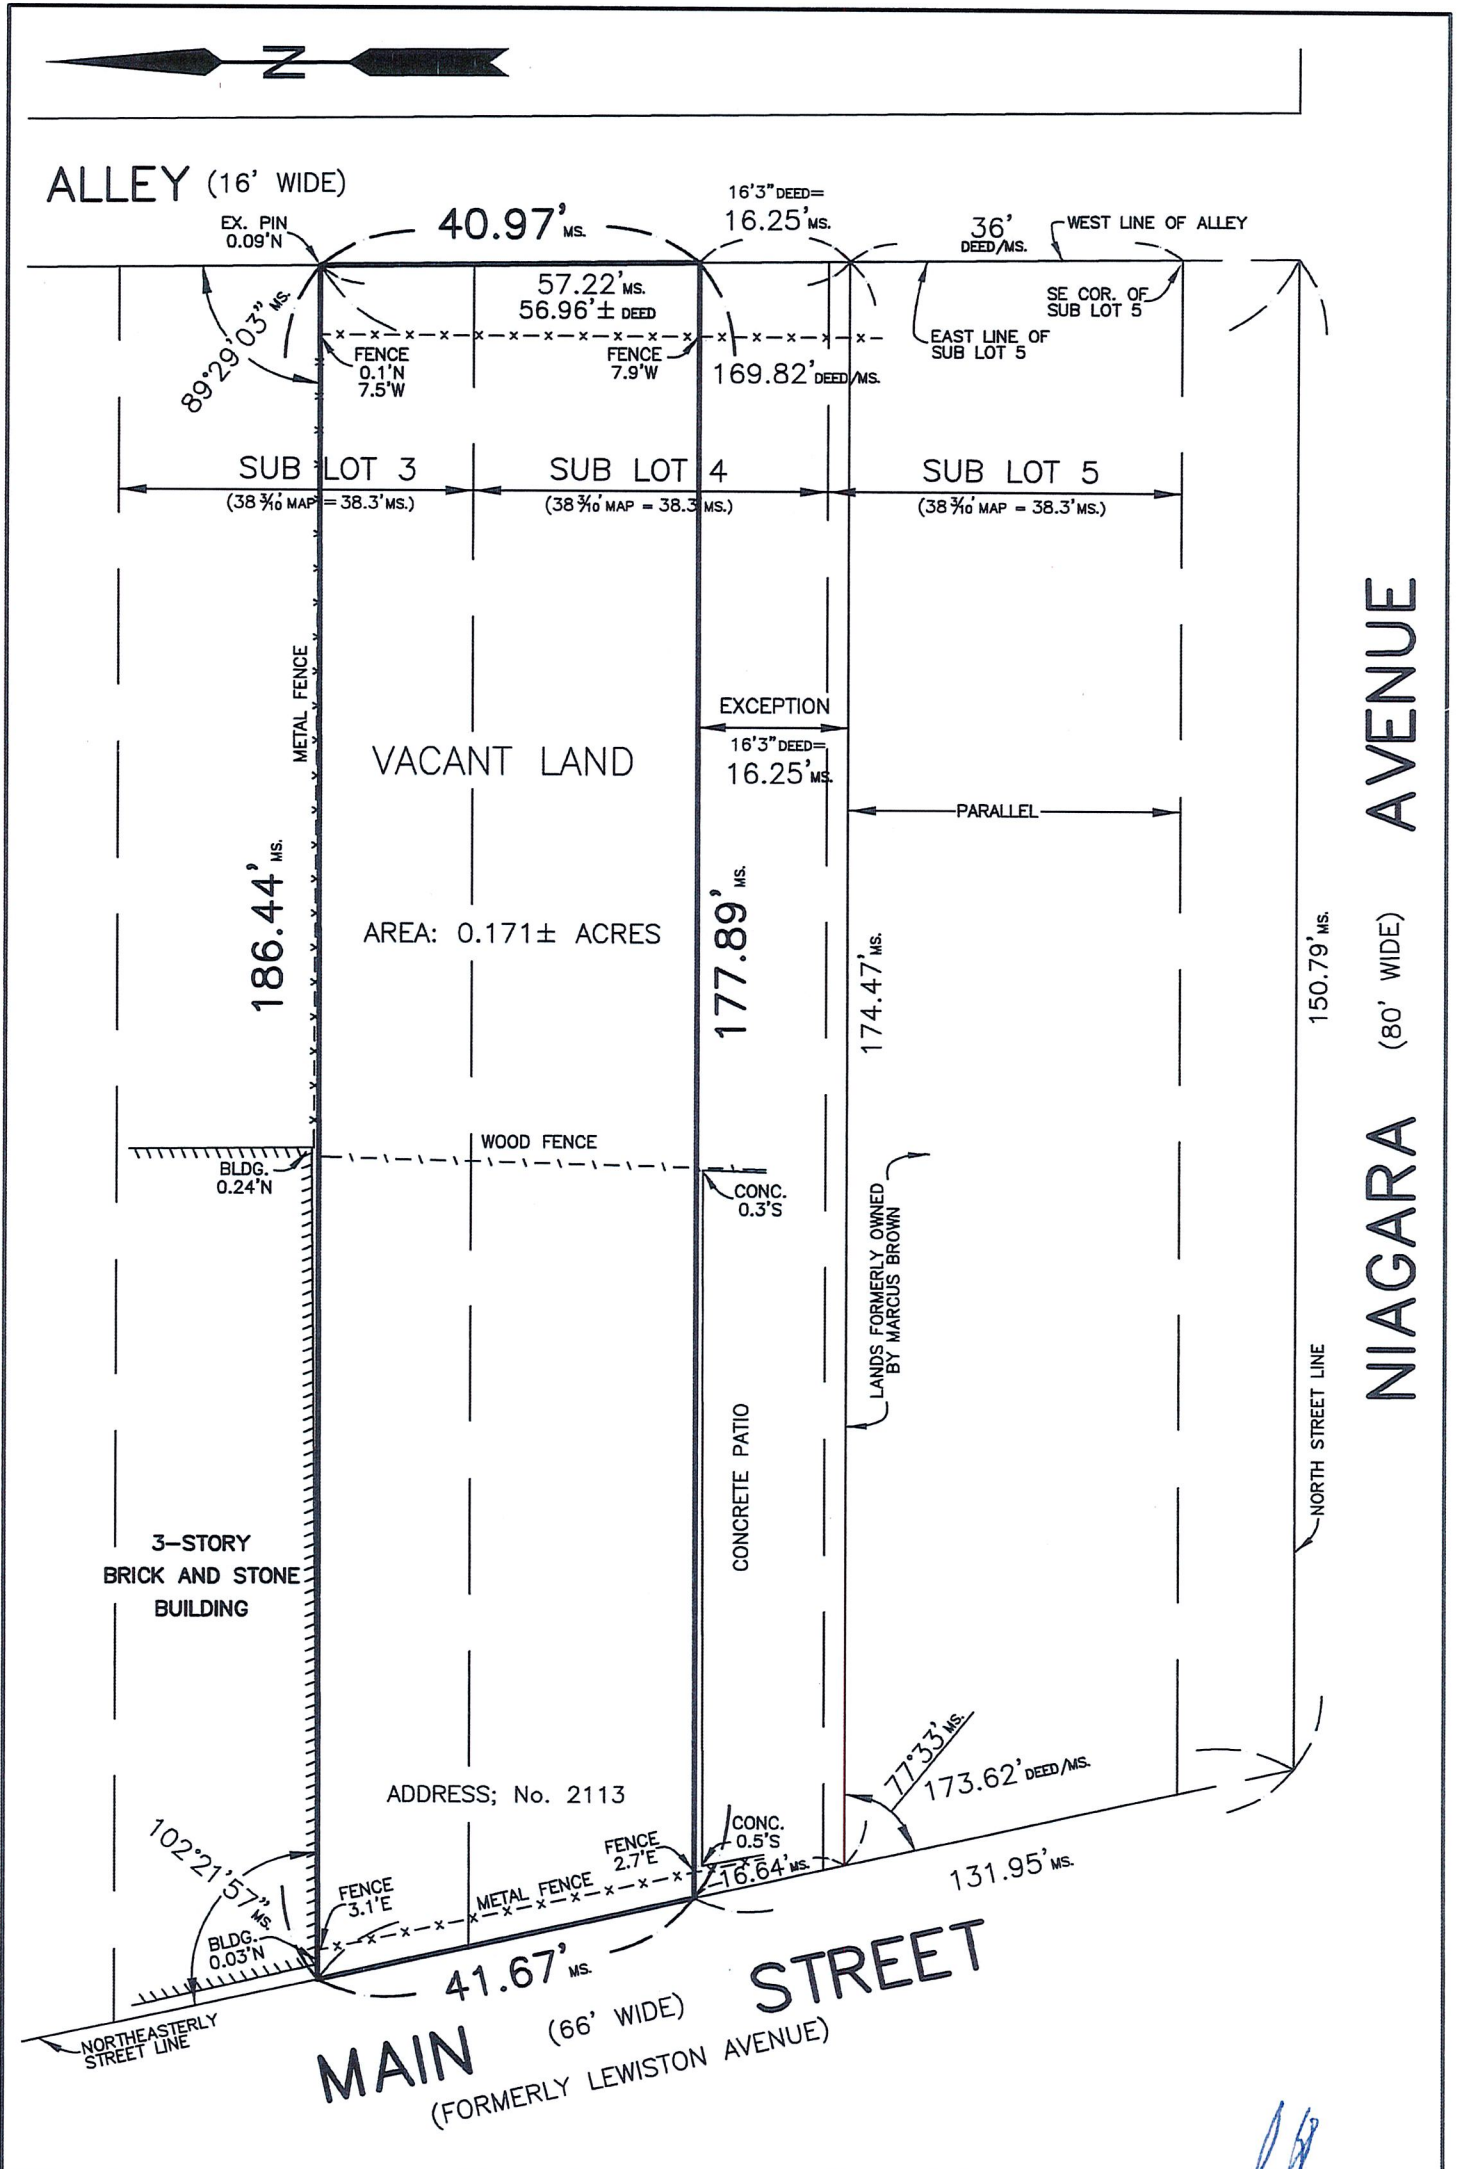 N
ALLEY (16' WIDE)
EX. PIN
0.09'N
40.97' MS.
16'3" DEED=
16.25' MS.
36'
DEED/MS.
WEST LINE OF ALLEY
57.22' MS.
56.96'± DEED
SE COR. OF
SUB LOT 5
EAST LINE OF
SUB LOT 5
89°29'03" MS.
FENCE
0.1'N
7.5'W
FENCE
7.9'W
169.82' DEED/MS.
SUB LOT 3
(38 3/10' MAP = 38.3' MS.)
SUB LOT 4
(38 3/10' MAP = 38.3' MS.)
SUB LOT 5
(38 3/10' MAP = 38.3' MS.)
METAL FENCE
EXCEPTION
16'3" DEED=
16.25' MS.
VACANT LAND
PARALLEL
186.44' MS.
AREA: 0.171± ACRES
177.89' MS.
174.47' MS.
150.79' MS.
NIAGARA (80' WIDE) AVENUE
WOOD FENCE
BLDG.
0.24'N
CONC.
0.3'S
LANDS FORMERLY OWNED
BY MARCUS BROWN
NORTH STREET LINE
CONCRETE PATIO
3-STORY
BRICK AND STONE
BUILDING
77°33' MS.
173.62' DEED/MS.
ADDRESS; No. 2113
102°21'57" MS.
CONC.
0.5'S
FENCE
2.7'E
16.64' MS.
131.95' MS.
FENCE
3.1'E
METAL FENCE
BLDG.
0.03'N
41.67' MS.
NORTHEASTERLY
STREET LINE
MAIN (66' WIDE) STREET
(FORMERLY LEWISTON AVENUE)